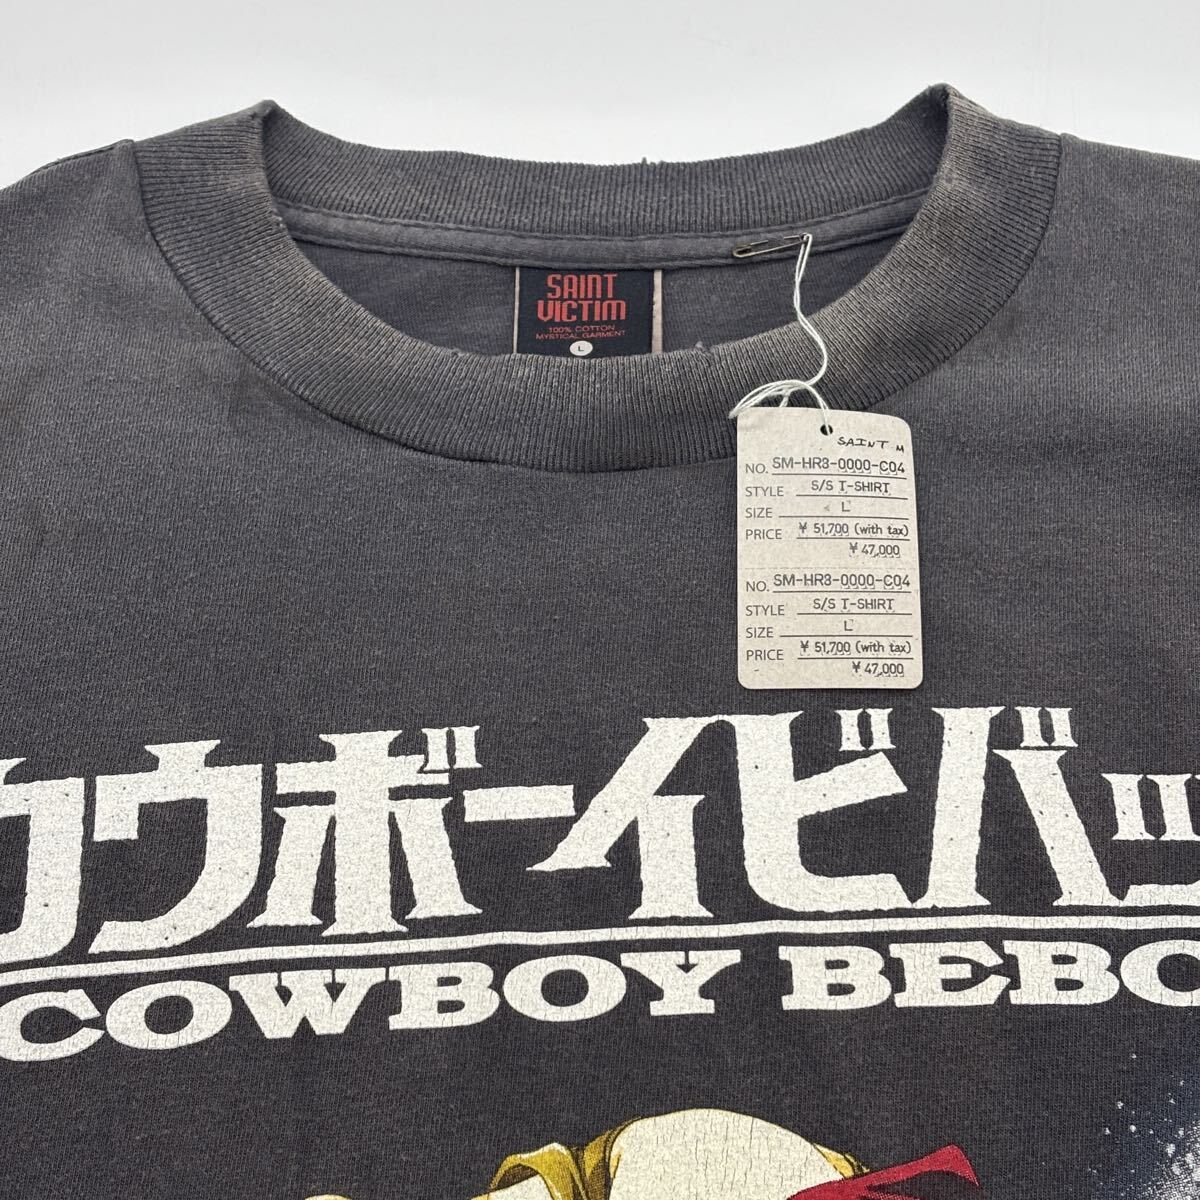 SAINT
VICTIM
100% COTTON
MYSTICAL GARMENT
L
SAINT M
NO. SM-HR3-0000-C04
STYLE S/S T-SHIRT
SIZE L
PRICE ¥ 51,700 (with tax)
¥ 47,000
NO. SM-HR3-0000-C04
STYLE S/S T-SHIRT
SIZE L
PRICE ¥ 51,700 (with tax)
¥ 47,000
カウボーイビバッ
COWBOY BEBO